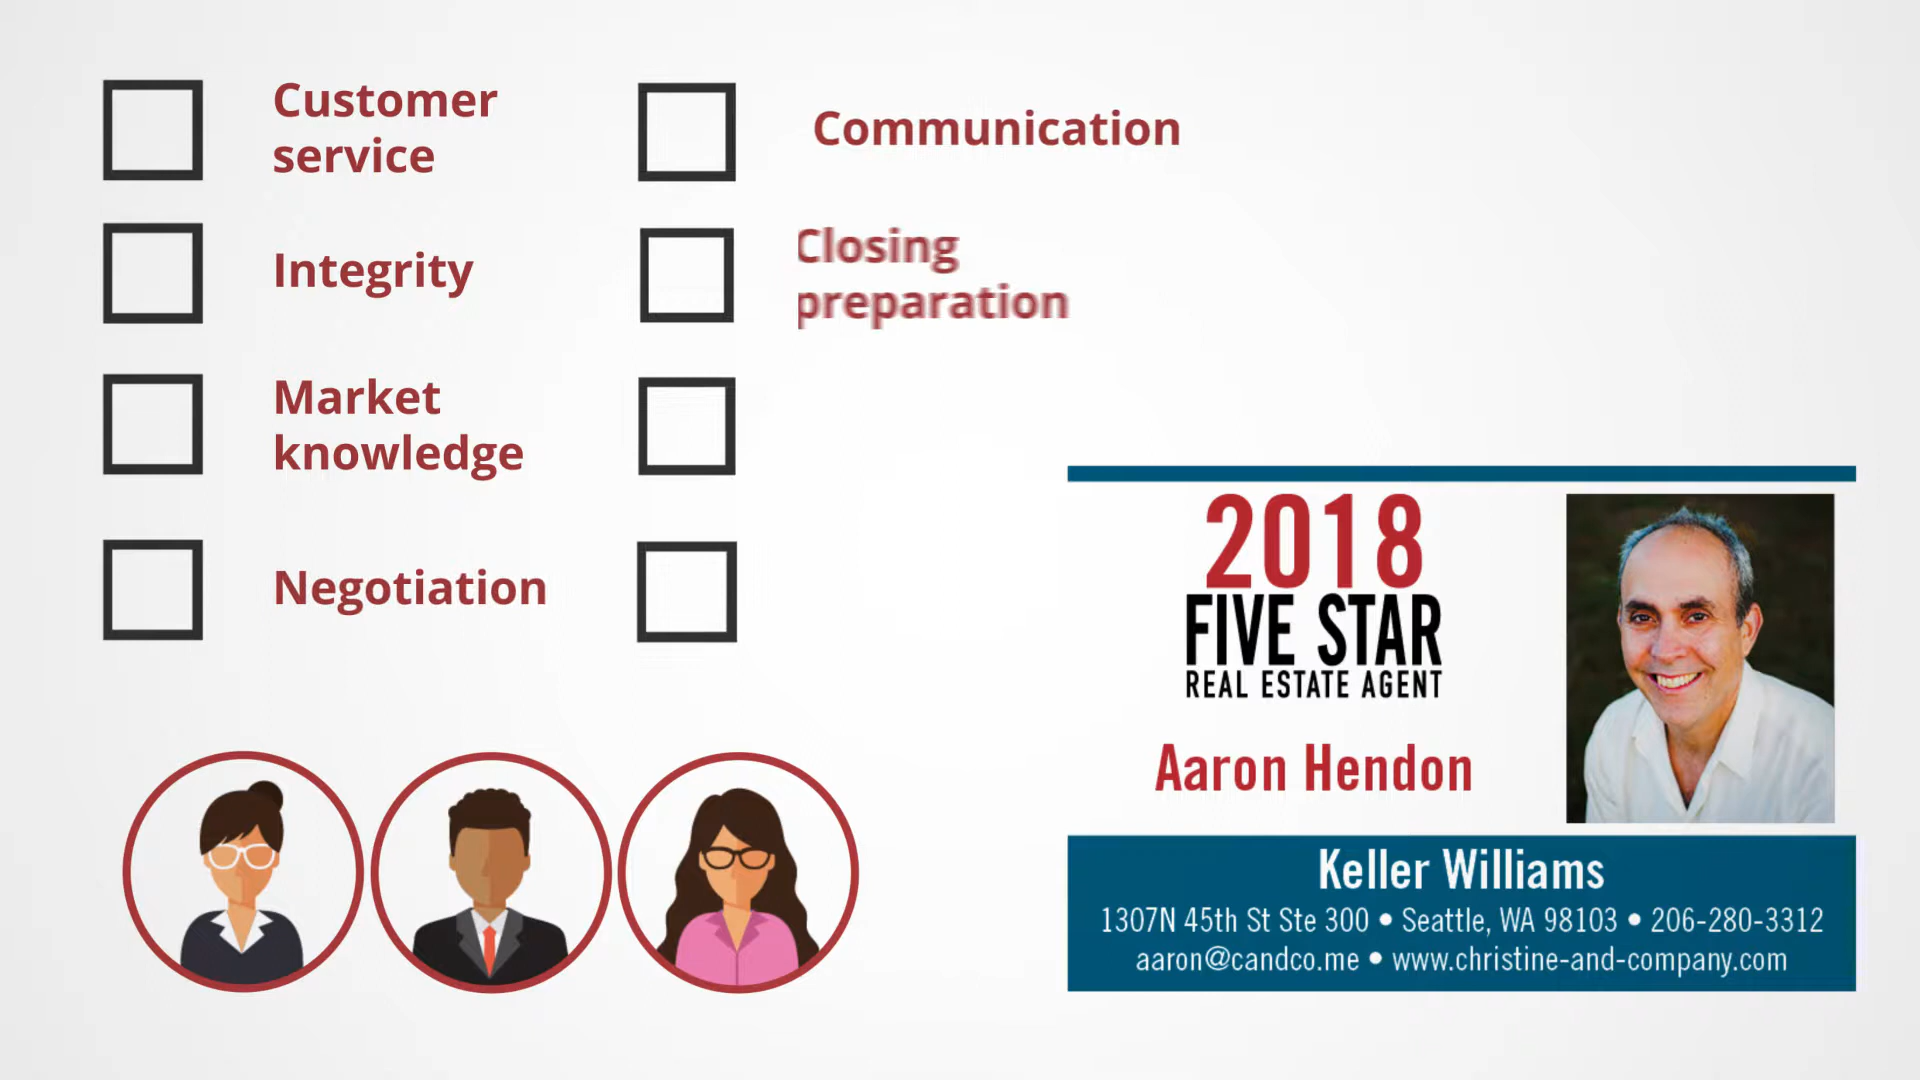 Customer
service
Integrity
Market
knowledge
Negotiation
Communication
Closing
preparation
2018
FIVE STAR
REAL ESTATE AGENT
Aaron Hendon
Keller Williams
1307N 45th St Ste 300 • Seattle, WA 98103 • 206-280-3312
aaron@candco.me • www.christine-and-company.com